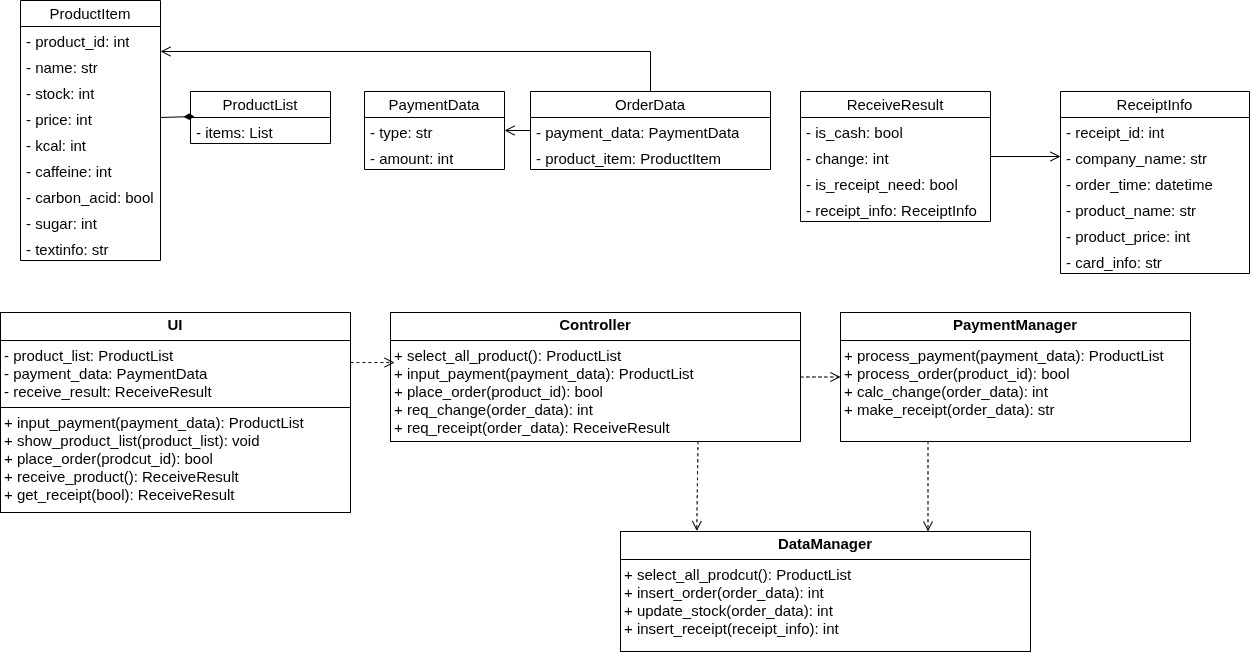 ProductItem
- product_id: int
- name: str
- stock: int
- price: int
- kcal: int
- caffeine: int
- carbon_acid: bool
- sugar: int
- textinfo: str
ProductList
- items: List
PaymentData
- type: str
- amount: int
OrderData
- payment_data: PaymentData
- product_item: ProductItem
ReceiveResult
- is_cash: bool
- change: int
- is_receipt_need: bool
- receipt_info: ReceiptInfo
ReceiptInfo
- receipt_id: int
- company_name: str
- order_time: datetime
- product_name: str
- product_price: int
- card_info: str
UI
- product_list: ProductList
- payment_data: PaymentData
- receive_result: ReceiveResult
+ input_payment(payment_data): ProductList
+ show_product_list(product_list): void
+ place_order(prodcut_id): bool
+ receive_product(): ReceiveResult
+ get_receipt(bool): ReceiveResult
Controller
+ select_all_product(): ProductList
+ input_payment(payment_data): ProductList
+ place_order(product_id): bool
+ req_change(order_data): int
+ req_receipt(order_data): ReceiveResult
PaymentManager
+ process_payment(payment_data): ProductList
+ process_order(product_id): bool
+ calc_change(order_data): int
+ make_receipt(order_data): str
DataManager
+ select_all_prodcut(): ProductList
+ insert_order(order_data): int
+ update_stock(order_data): int
+ insert_receipt(receipt_info): int